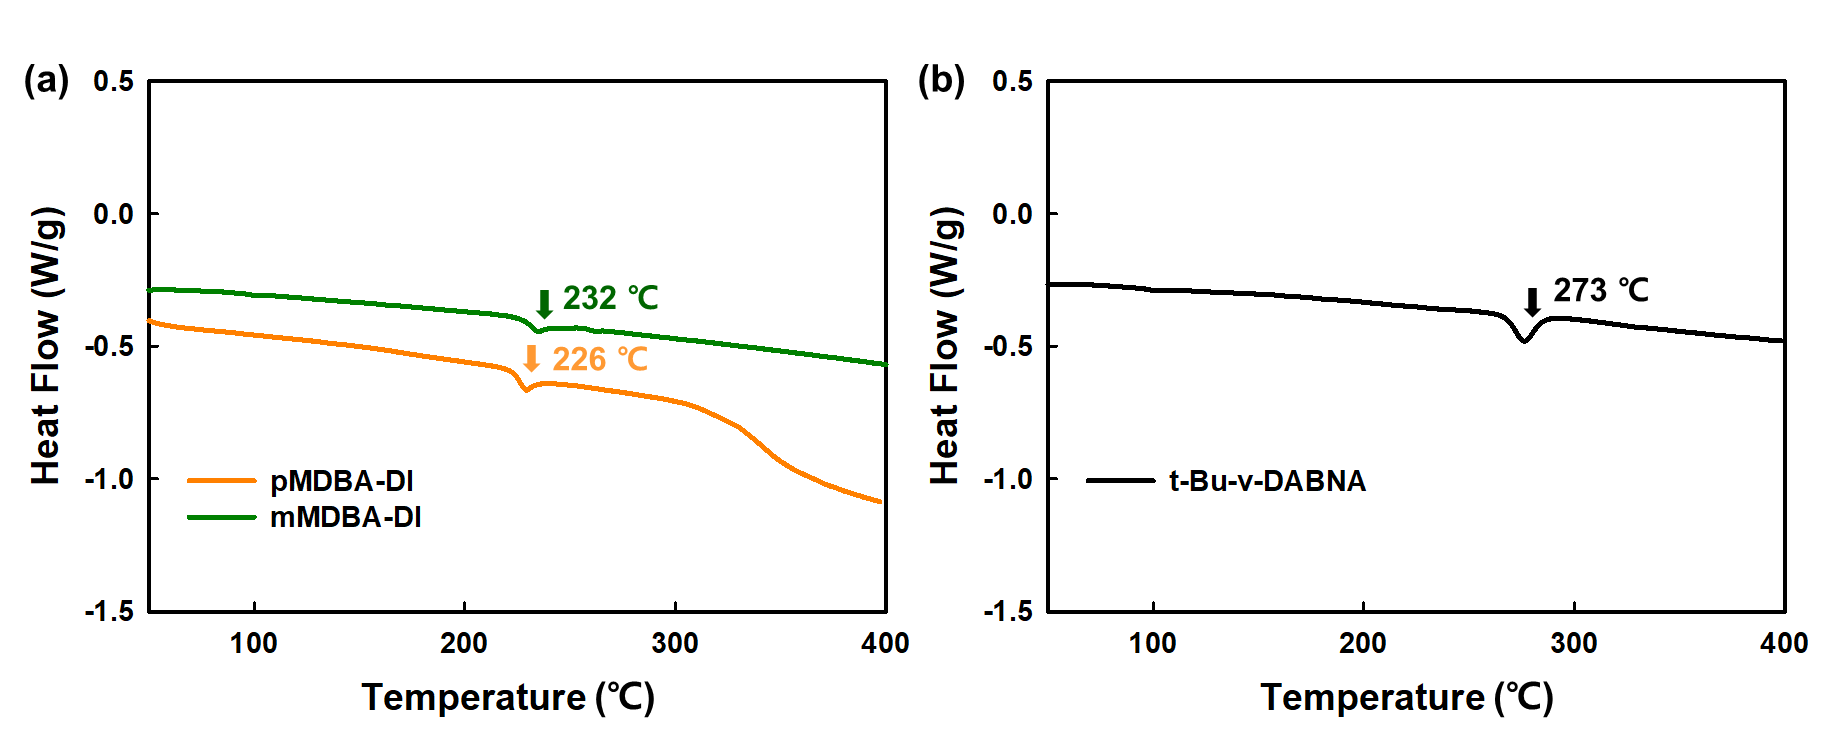 (a)
0.5
0.0
-0.5
-1.0
-1.5
Heat Flow (W/g)
232 ℃
226 ℃
pMDBA-DI
mMDBA-DI
100 200 300 400
Temperature (℃)
(b)
0.5
0.0
-0.5
-1.0
-1.5
Heat Flow (W/g)
273 ℃
t-Bu-v-DABNA
100 200 300 400
Temperature (℃)